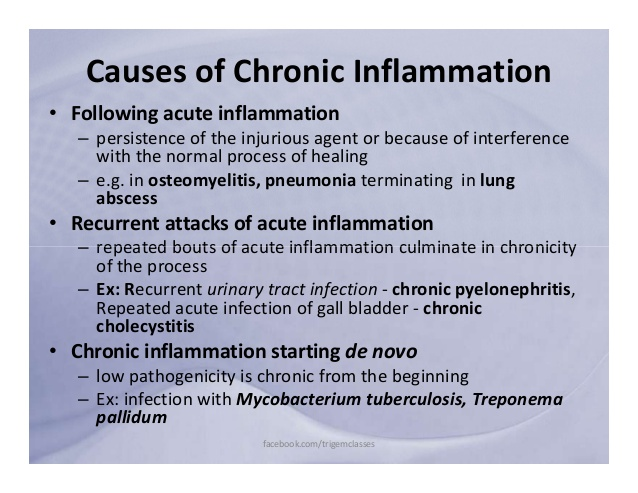 Causes of Chronic Inflammation
• Following acute inflammation
– persistence of the injurious agent or because of interference
with the normal process of healing
– e.g. in osteomyelitis, pneumonia terminating in lung
abscess
• Recurrent attacks of acute inflammation
– repeated bouts of acute inflammation culminate in chronicity
of the process
– Ex: Recurrent urinary tract infection - chronic pyelonephritis,
Repeated acute infection of gall bladder - chronic
cholecystitis
• Chronic inflammation starting de novo
– low pathogenicity is chronic from the beginning
– Ex: infection with Mycobacterium tuberculosis, Treponema
pallidum
facebook.com/trigemclasses